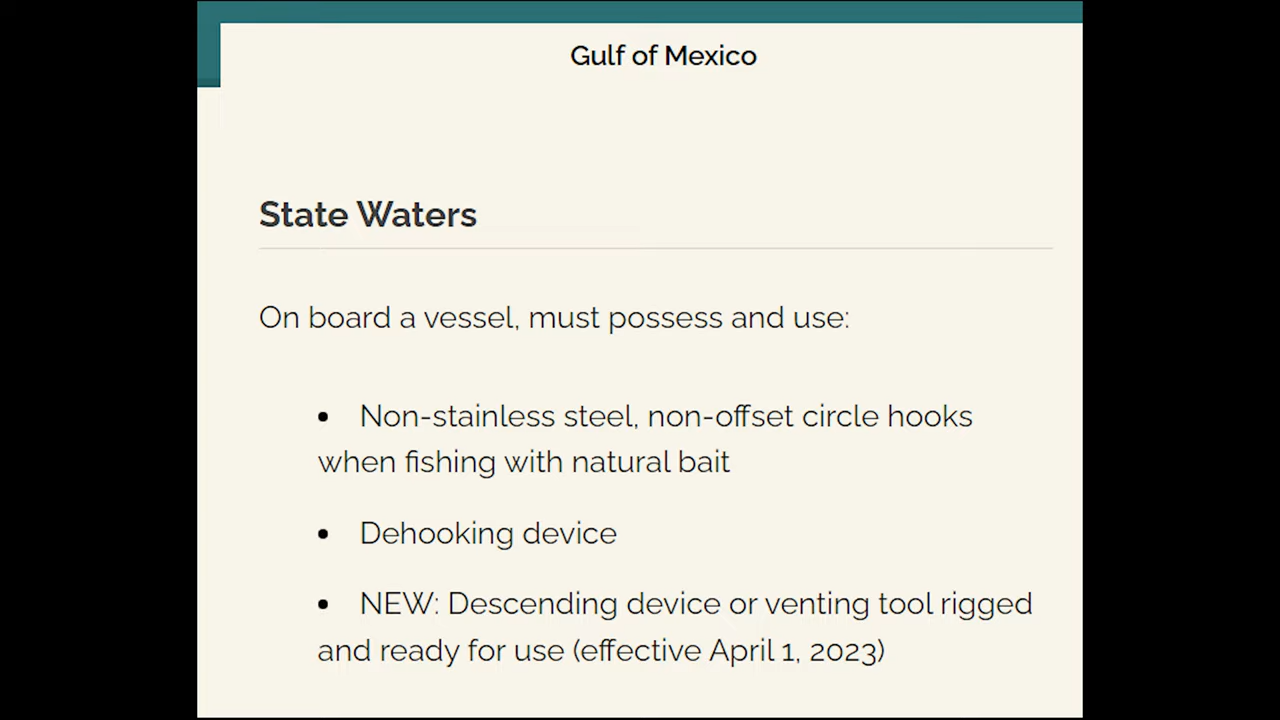 Gulf of Mexico
State Waters
On board a vessel, must possess and use:
• Non-stainless steel, non-offset circle hooks
when fishing with natural bait
• Dehooking device
• NEW: Descending device or venting tool rigged
and ready for use (effective April 1, 2023)